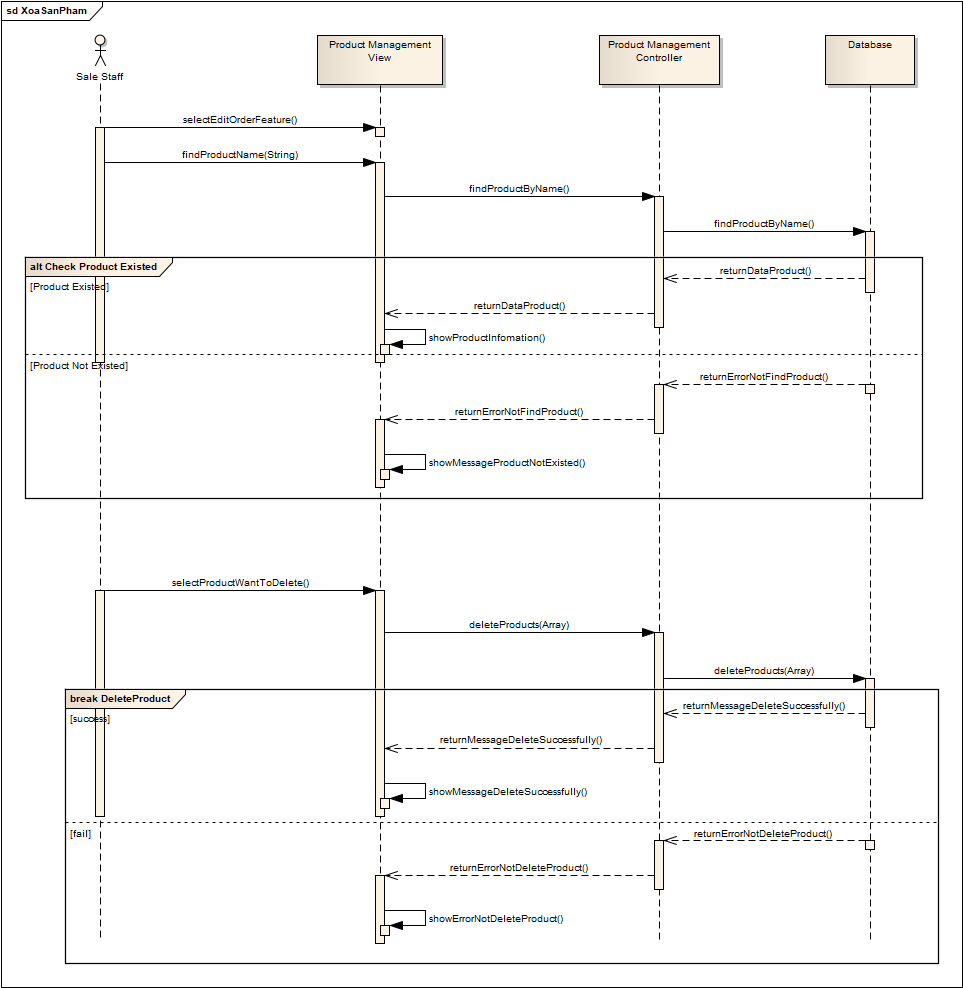 sd XoaSanPham
Sale Staff
Product Management
View
Product Management
Controller
Database
selectEditOrderFeature()
findProductName(String)
findProductByName()
findProductByName()
alt Check Product Existed
[Product Existed]
returnDataProduct()
returnDataProduct()
showProductInfomation()
[Product Not Existed]
returnErrorNotFindProduct()
returnErrorNotFindProduct()
showMessageProductNotExisted()
selectProductWantToDelete()
deleteProducts(Array)
deleteProducts(Array)
break DeleteProduct
[success]
returnMessageDeleteSuccessfully()
returnMessageDeleteSuccessfully()
showMessageDeleteSuccessfully()
[fail]
returnErrorNotDeleteProduct()
returnErrorNotDeleteProduct()
showErrorNotDeleteProduct()